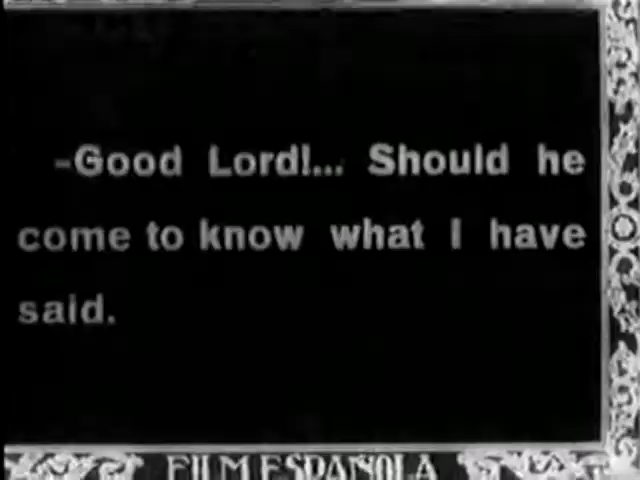 -Good Lord!... Should he
come to know what I have
said.
FILM ESPAÑOLA